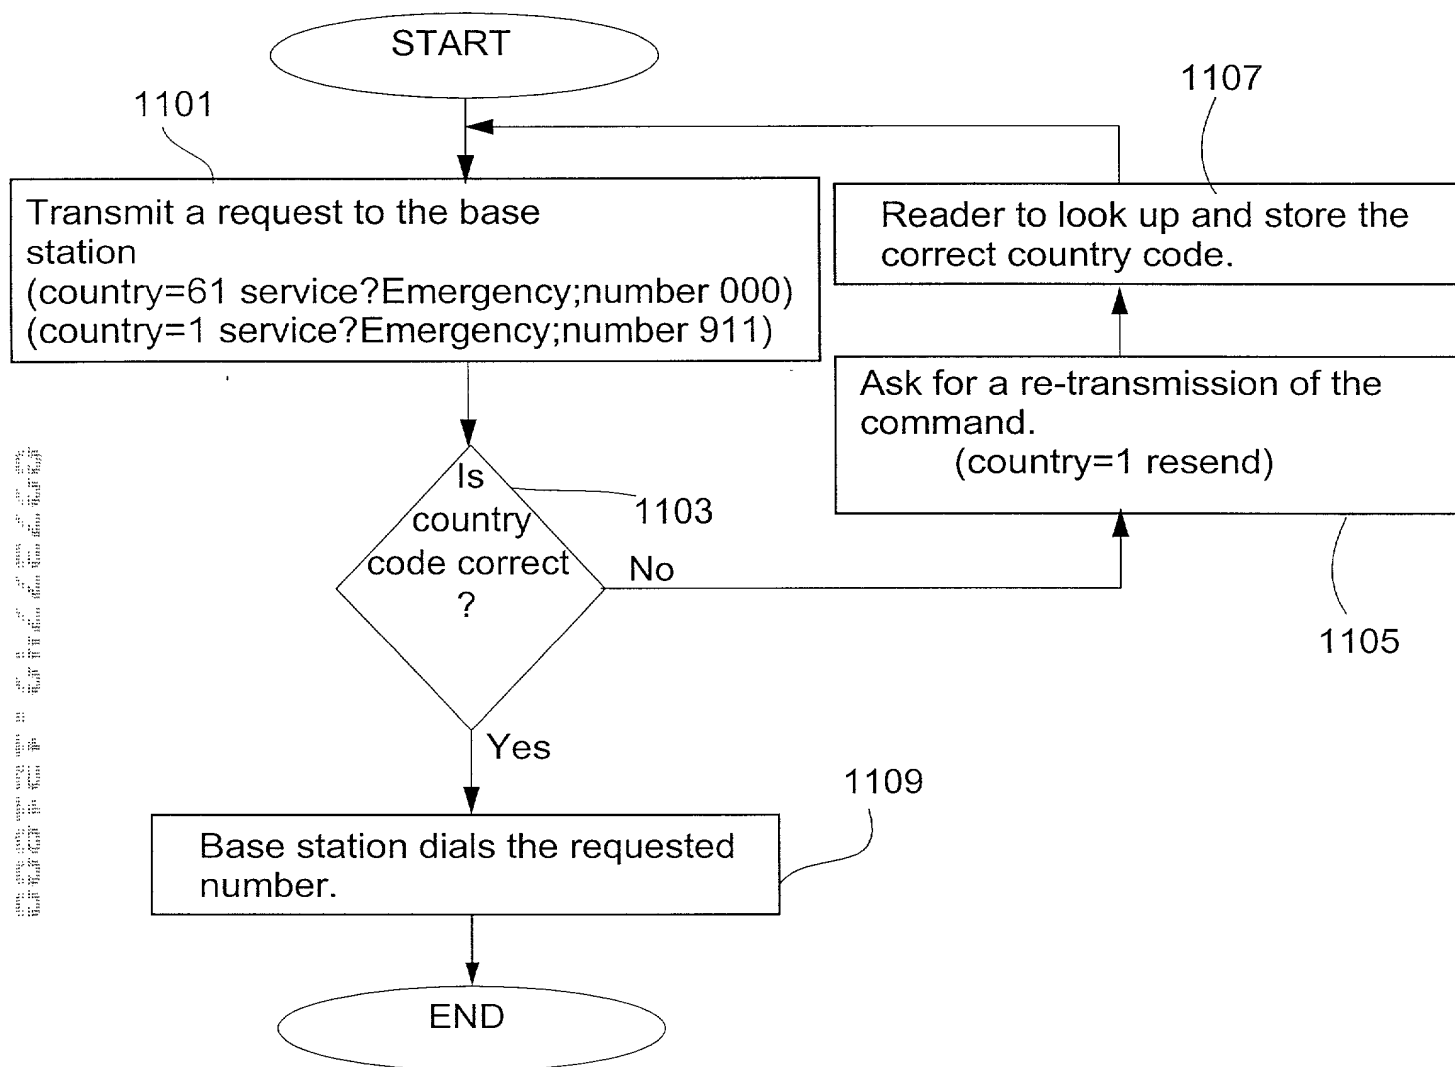 START
1101
1107
Transmit a request to the base
station
(country=61 service?Emergency;number 000)
(country=1 service?Emergency;number 911)
Reader to look up and store the
correct country code.
Ask for a re-transmission of the
command.
(country=1 resend)
Is
country
code correct
?
1103
No
1105
Yes
1109
Base station dials the requested
number.
END